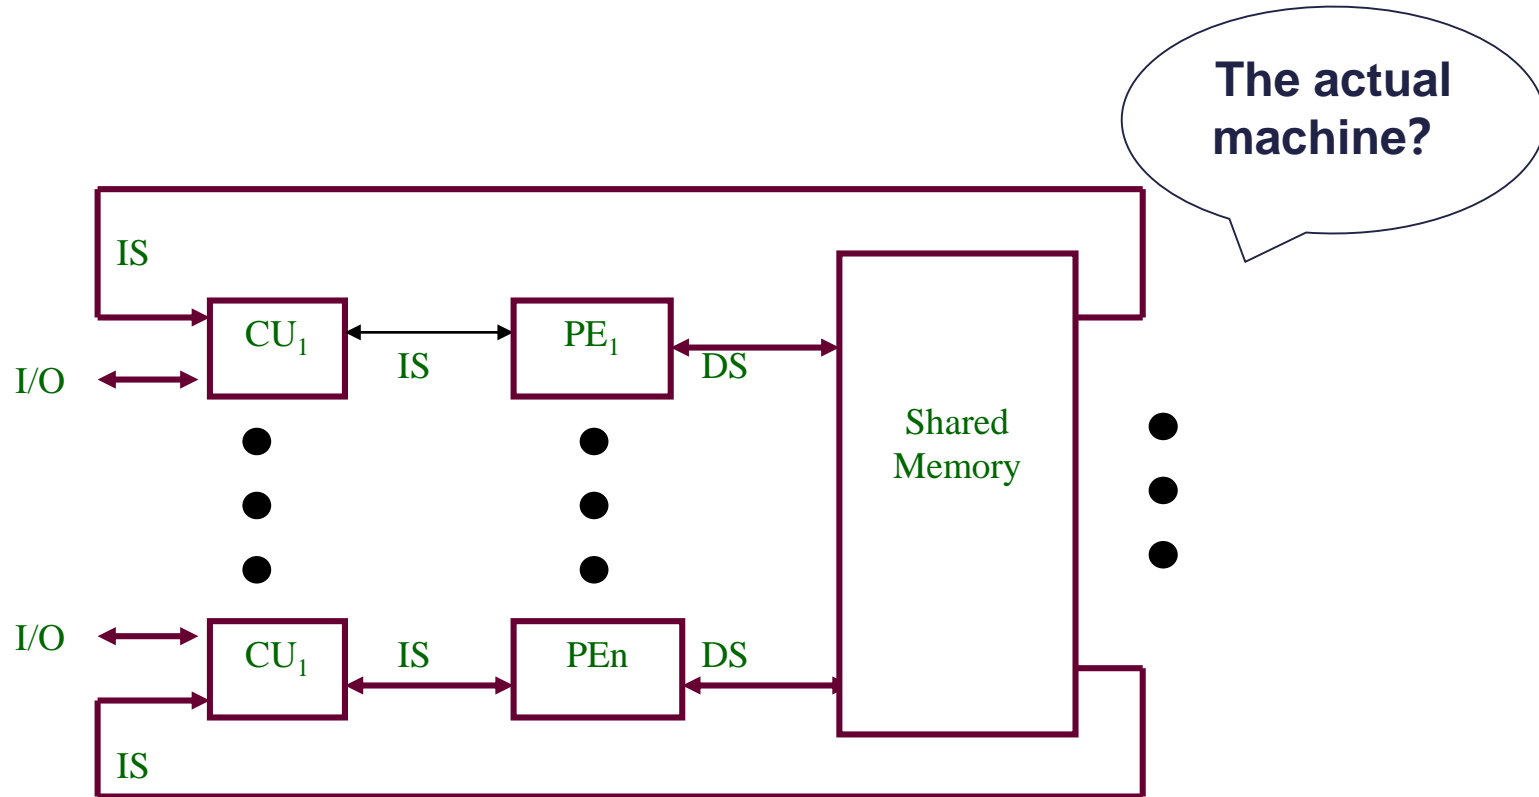 The actual
machine?
IS
CU₁
IS
PE₁
DS
I/O
Shared
Memory
I/O
CU₁
IS
PEn
DS
IS